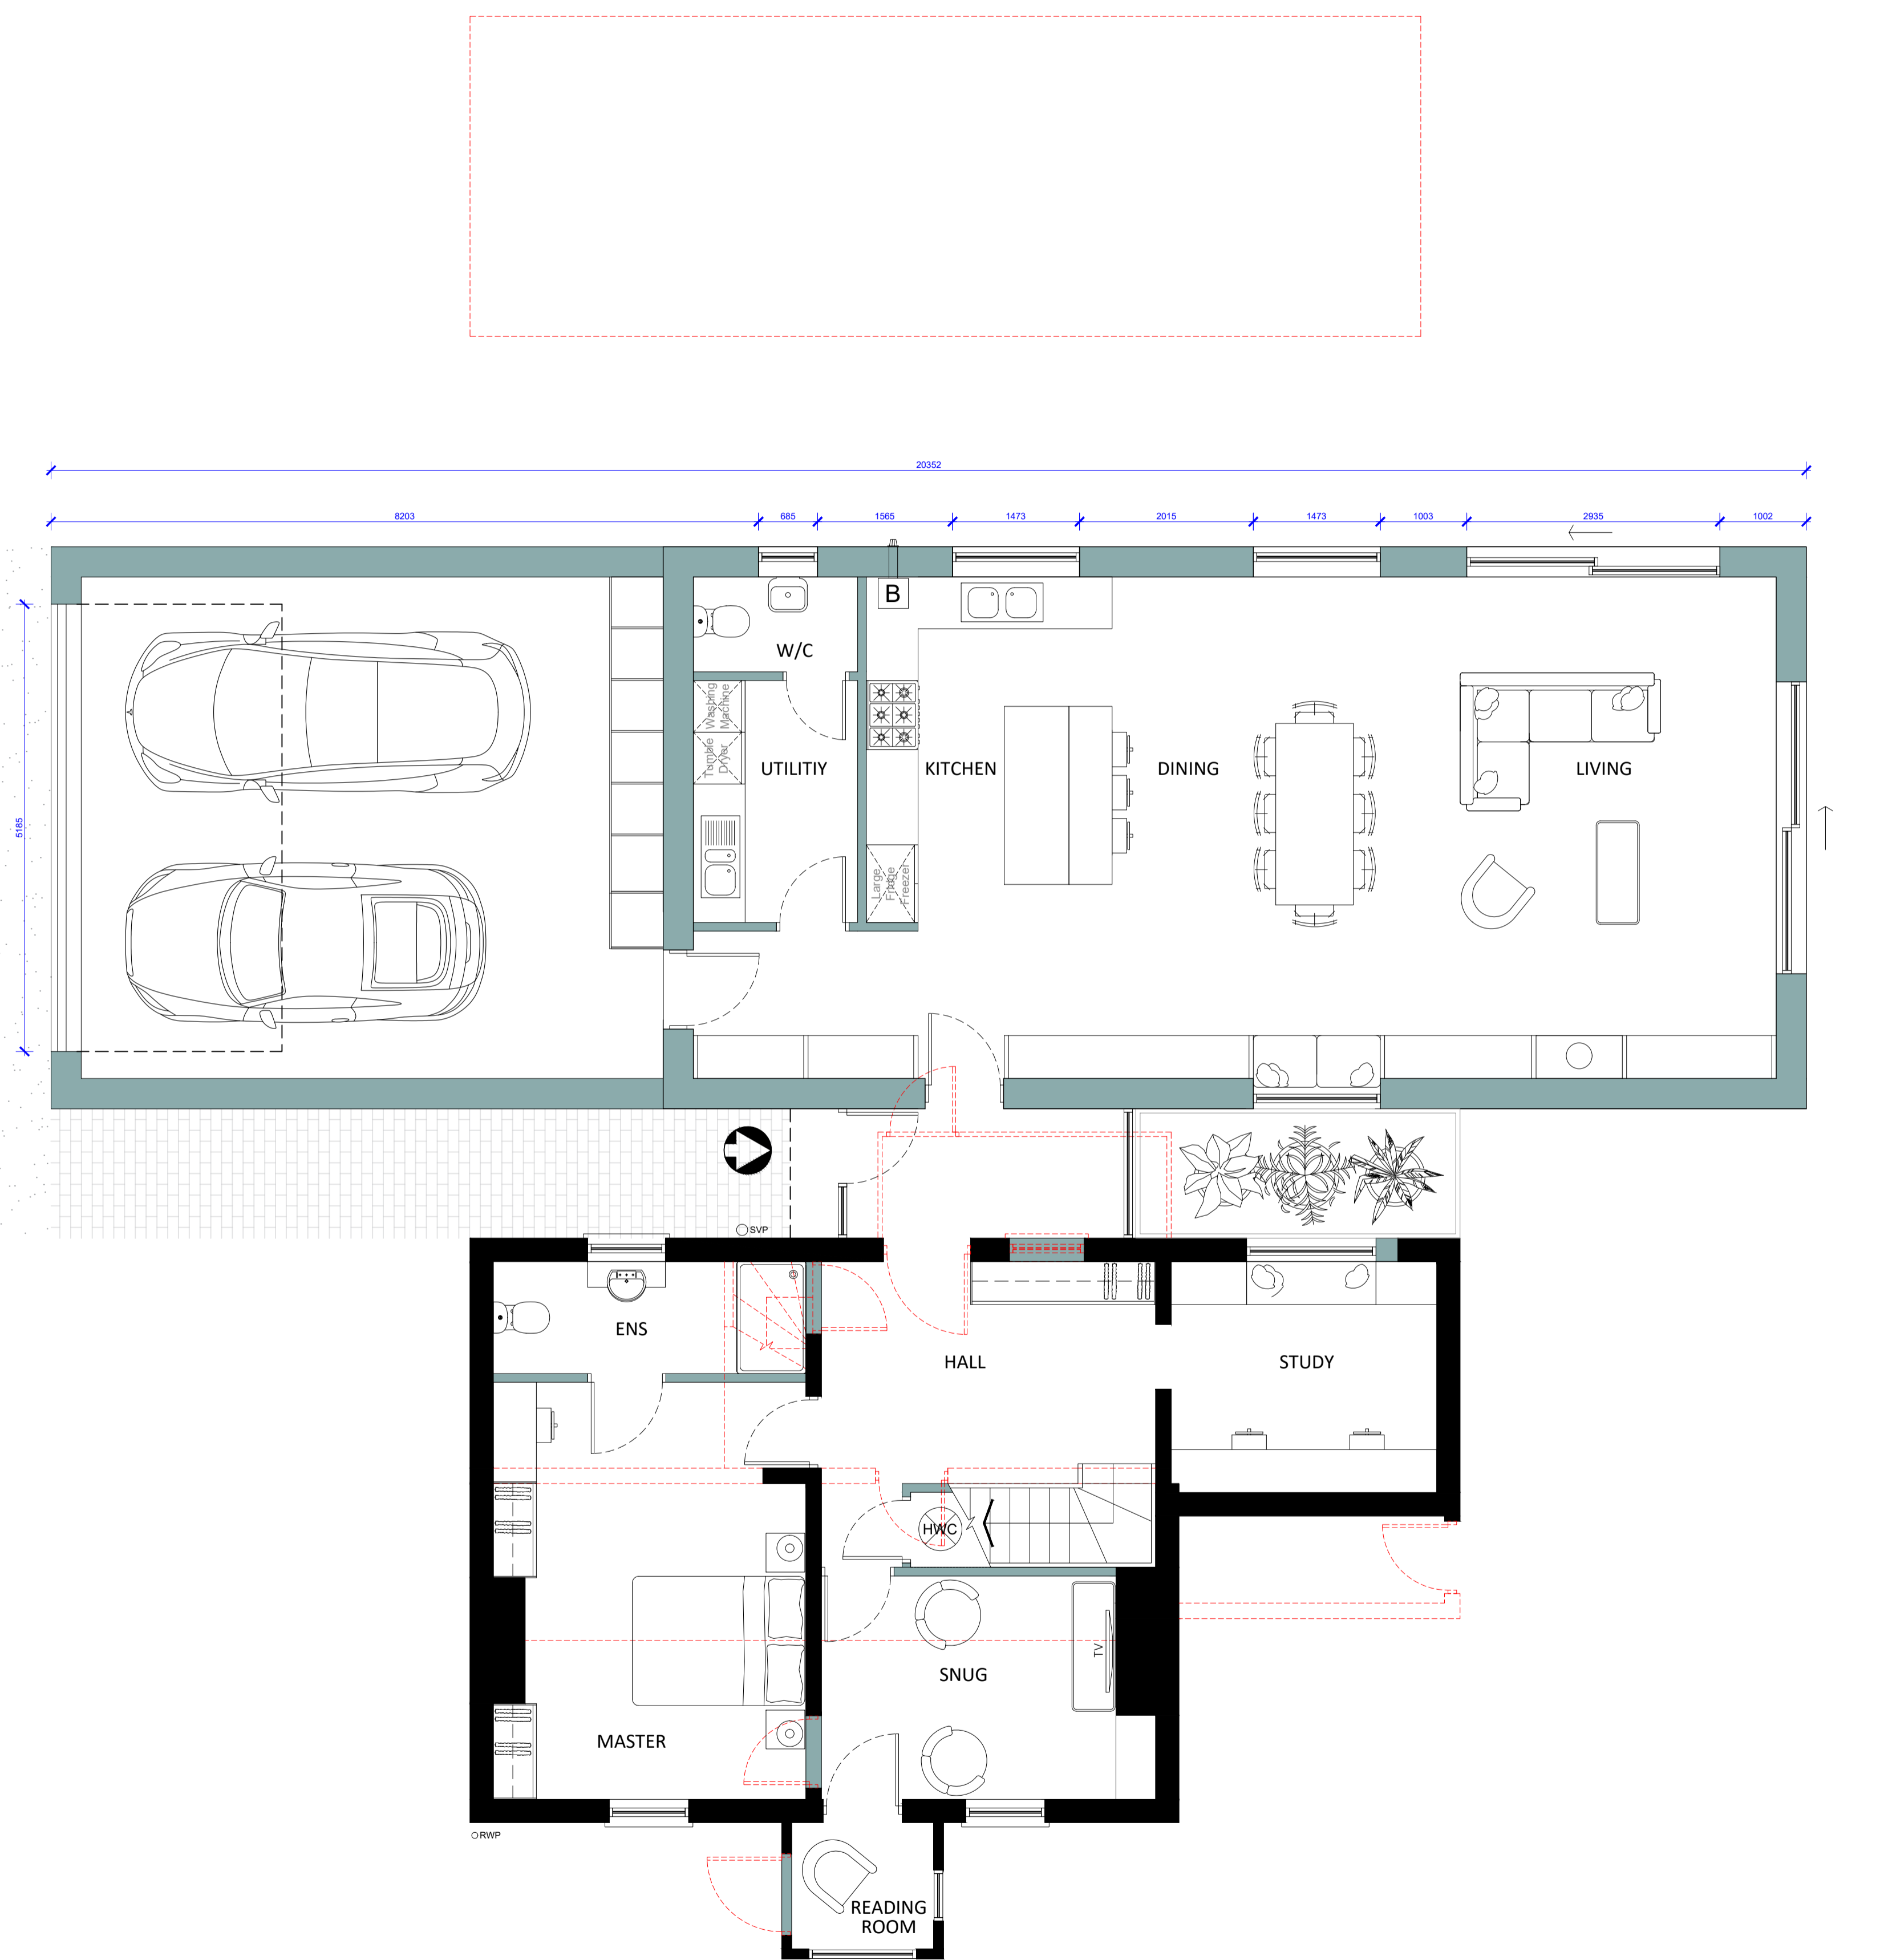 20352
8203 685 1565 1473 2015 1473 1003 2935 1002
5185
B
W/C
Washing
Machine
Tumble
Dryer
UTILITIY
KITCHEN
DINING
LIVING
Large
Fridge
Freezer
SVP
ENS
HALL
STUDY
HWC
SNUG
TV
MASTER
RWP
READING
ROOM